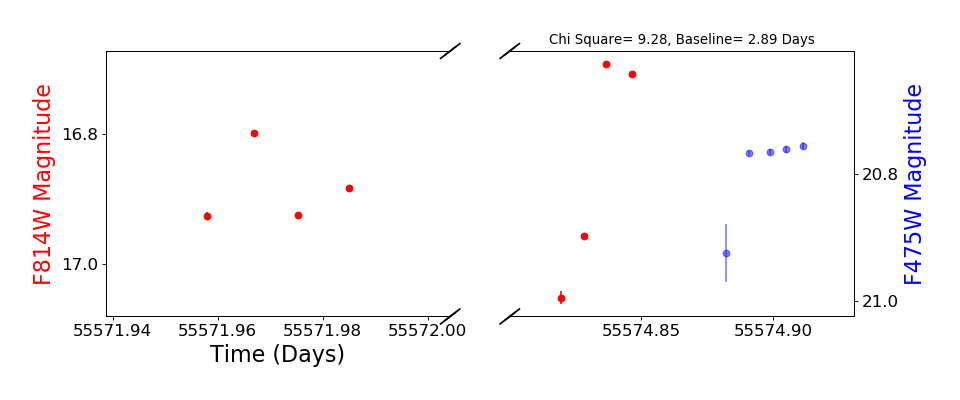 Chi Square= 9.28, Baseline= 2.89 Days
F814W Magnitude
16.8
17.0
20.8
21.0
F475W Magnitude
55571.94 55571.96 55571.98 55572.00 55574.85 55574.90
Time (Days)